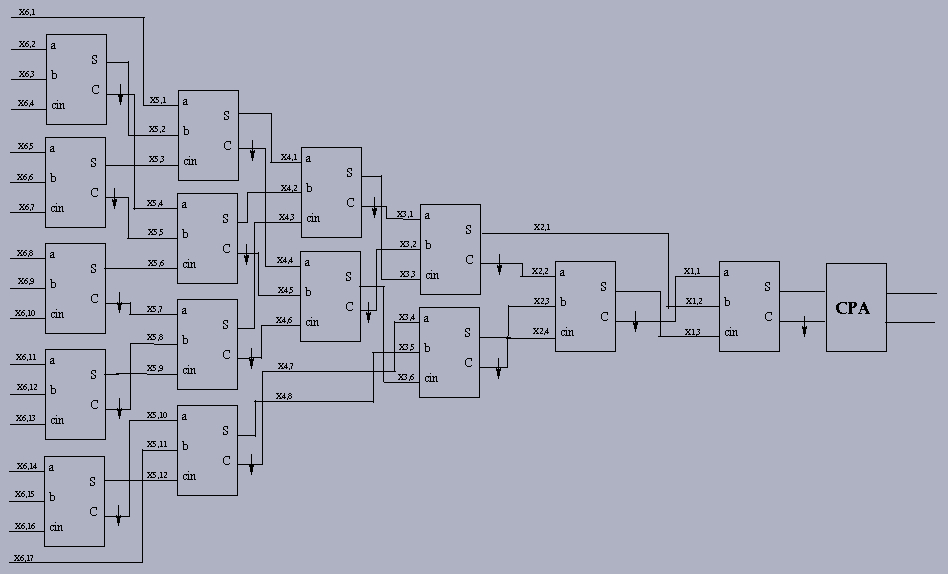 X6,1
X6,2
a
X6,3
b
S
X6,4
cin
C
X6,5
a
X6,6
b
S
X6,7
cin
C
X6,8
a
X6,9
b
S
X6,10
cin
C
X6,11
a
X6,12
b
S
X6,13
cin
C
X6,14
a
X6,15
b
S
X6,16
cin
C
X6,17
X5,1
a
X5,2
b
S
X5,3
cin
C
X5,4
a
X5,5
b
S
X5,6
cin
C
X5,7
a
X5,8
b
S
X5,9
cin
C
X5,10
a
X5,11
b
S
X5,12
cin
C
X4,1
a
X4,2
b
S
X4,3
cin
C
X4,4
a
X4,5
b
S
X4,6
cin
C
X4,7
X4,8
X3,1
a
X3,2
b
S
X3,3
cin
C
X3,4
a
X3,5
b
S
X3,6
cin
C
X2,1
X2,2
a
X2,3
b
S
X2,4
cin
C
X1,1
a
X1,2
b
S
X1,3
cin
C
CPA